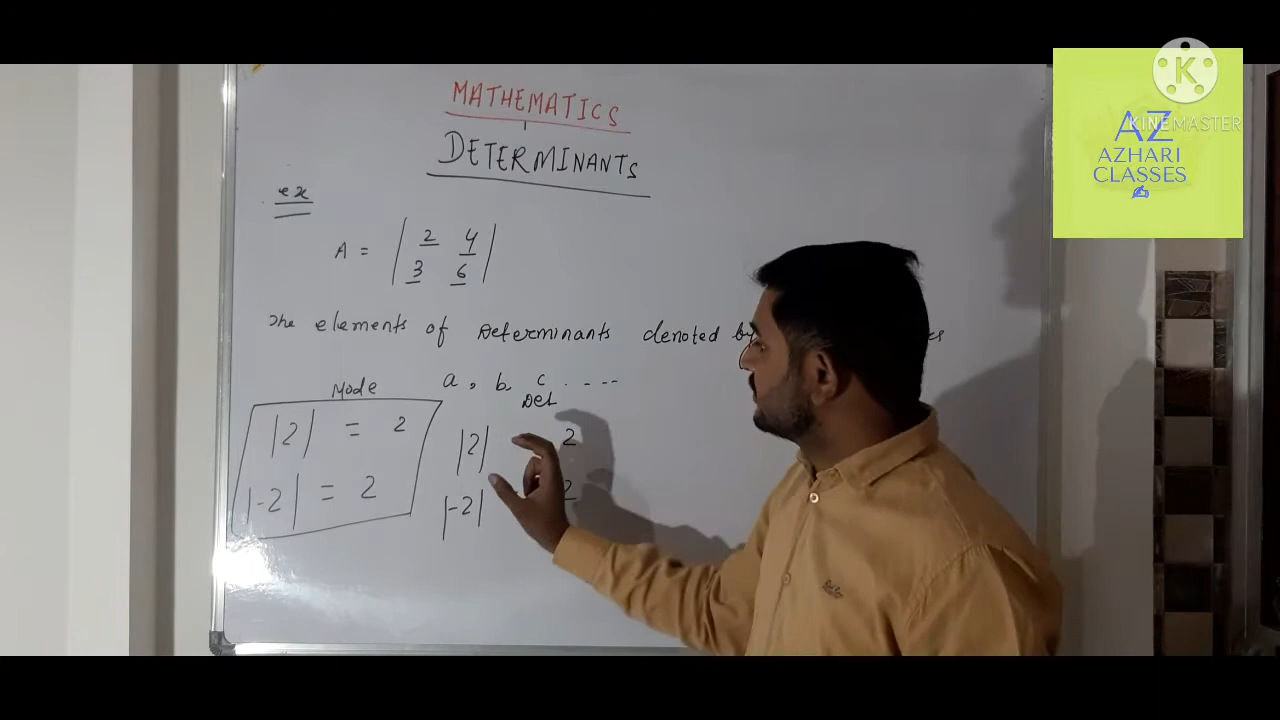 MATHEMATICS
DETERMINANTS
ex
A = | 2 4 |
| 3 6 |
The elements of Determinants denoted by
a, b, c ----
Mode
|2| = 2
|-2| = 2
Det
|2| 2
|-2| 2
KINEMASTER
AZ
AZHARI
CLASSES